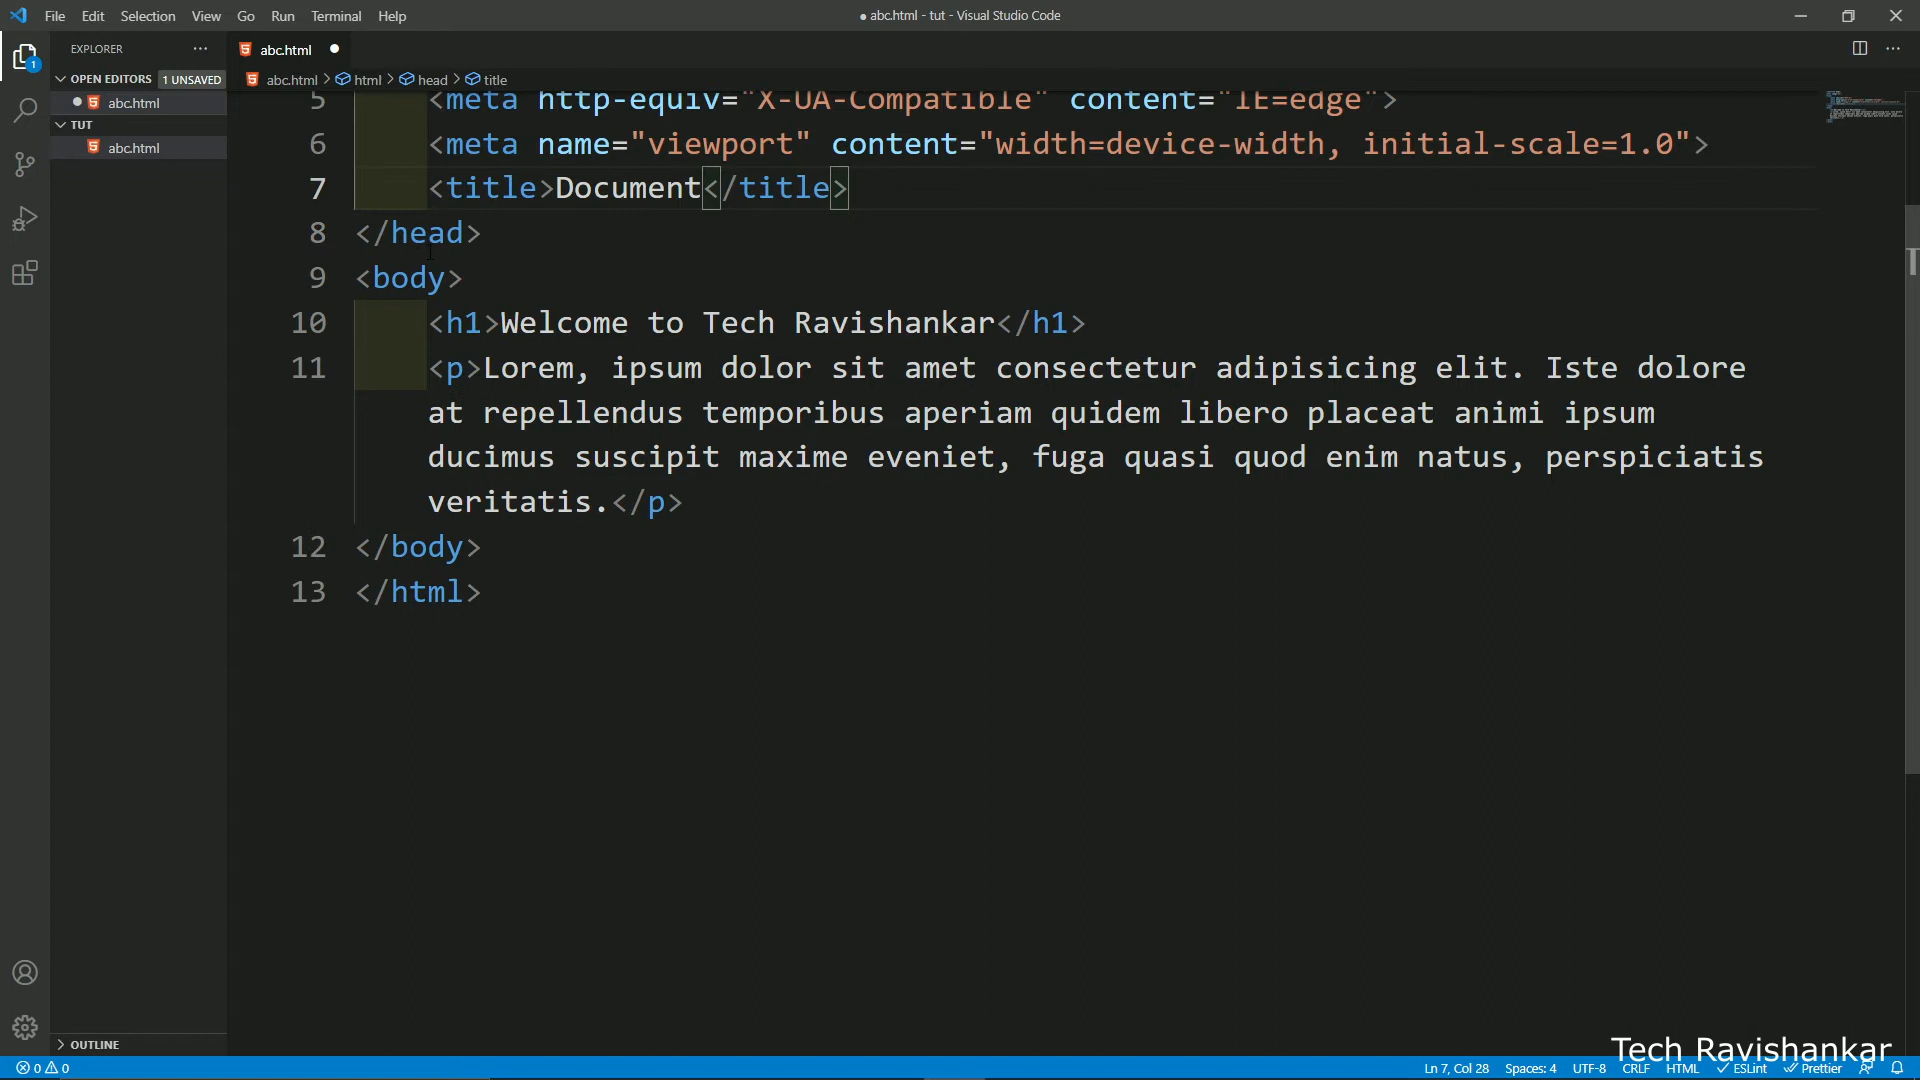 File Edit Selection View Go Run Terminal Help
● abc.html - tut - Visual Studio Code
EXPLORER ···
abc.html ●
OPEN EDITORS 1 UNSAVED
abc.html > html > head > title
● abc.html
TUT
abc.html
1
5 <meta http-equiv="X-UA-Compatible" content="IE=edge">
6 <meta name="viewport" content="width=device-width, initial-scale=1.0">
7 <title>Document</title>
8 </head>
9 <body>
10 <h1>Welcome to Tech Ravishankar</h1>
11 <p>Lorem, ipsum dolor sit amet consectetur adipisicing elit. Iste dolore
at repellendus temporibus aperiam quidem libero placeat animi ipsum
ducimus suscipit maxime eveniet, fuga quasi quod enim natus, perspiciatis
veritatis.</p>
12 </body>
13 </html>
OUTLINE
Tech Ravishankar
0 0 Ln 7, Col 28 Spaces: 4 UTF-8 CRLF HTML ESLint Prettier